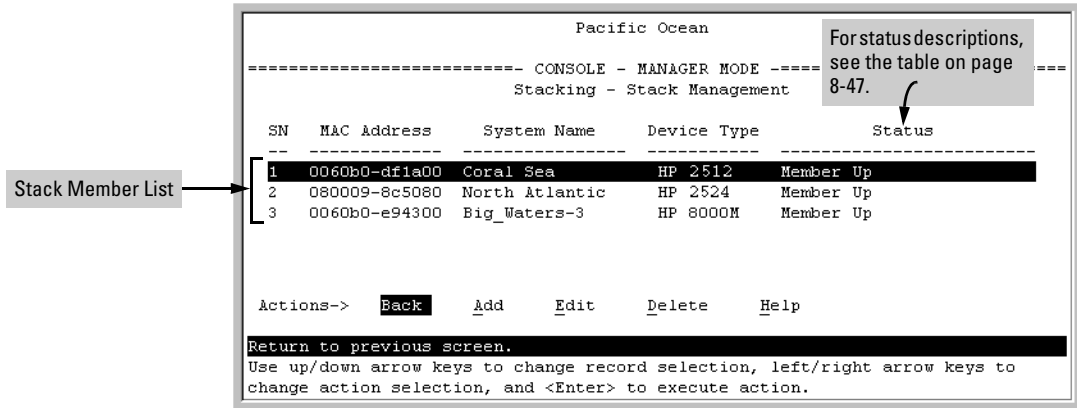 Pacific Ocean
For status descriptions,
see the table on page
8-47.
==========================- CONSOLE - MANAGER MODE -==========================
Stacking - Stack Management
SN MAC Address System Name Device Type Status
-- ------------- --------------- ----------- -------------------------
Stack Member List
1 0060b0-df1a00 Coral Sea HP 2512 Member Up
2 080009-8c5080 North Atlantic HP 2524 Member Up
3 0060b0-e94300 Big_Waters-3 HP 8000M Member Up
Actions-> Back Add Edit Delete Help
Return to previous screen.
Use up/down arrow keys to change record selection, left/right arrow keys to
change action selection, and <Enter> to execute action.